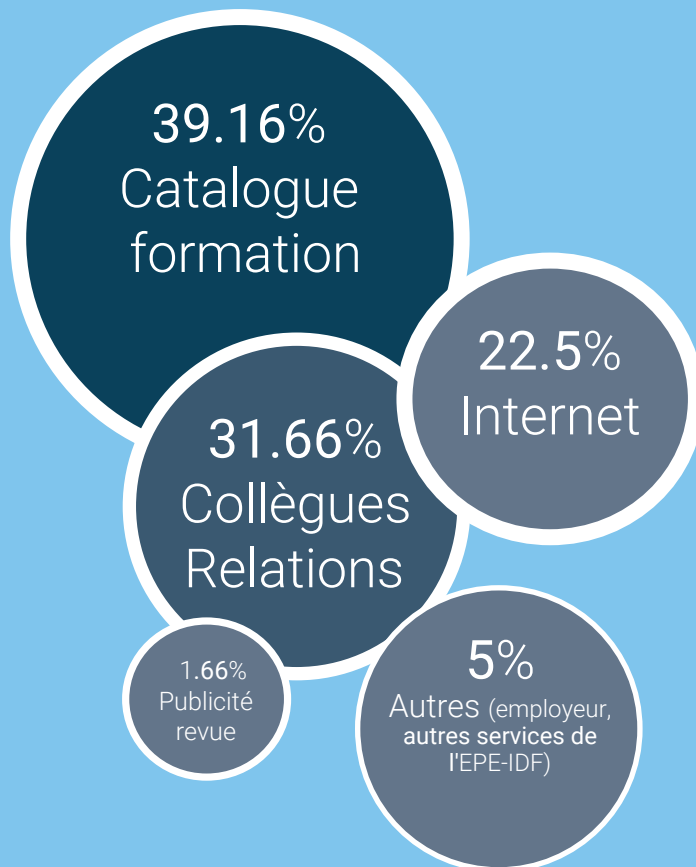 39.16%
Catalogue
formation
22.5%
Internet
31.66%
Collègues
Relations
1.66%
Publicité
revue
5%
Autres (employeur,
autres services de
l'EPE-IDF)